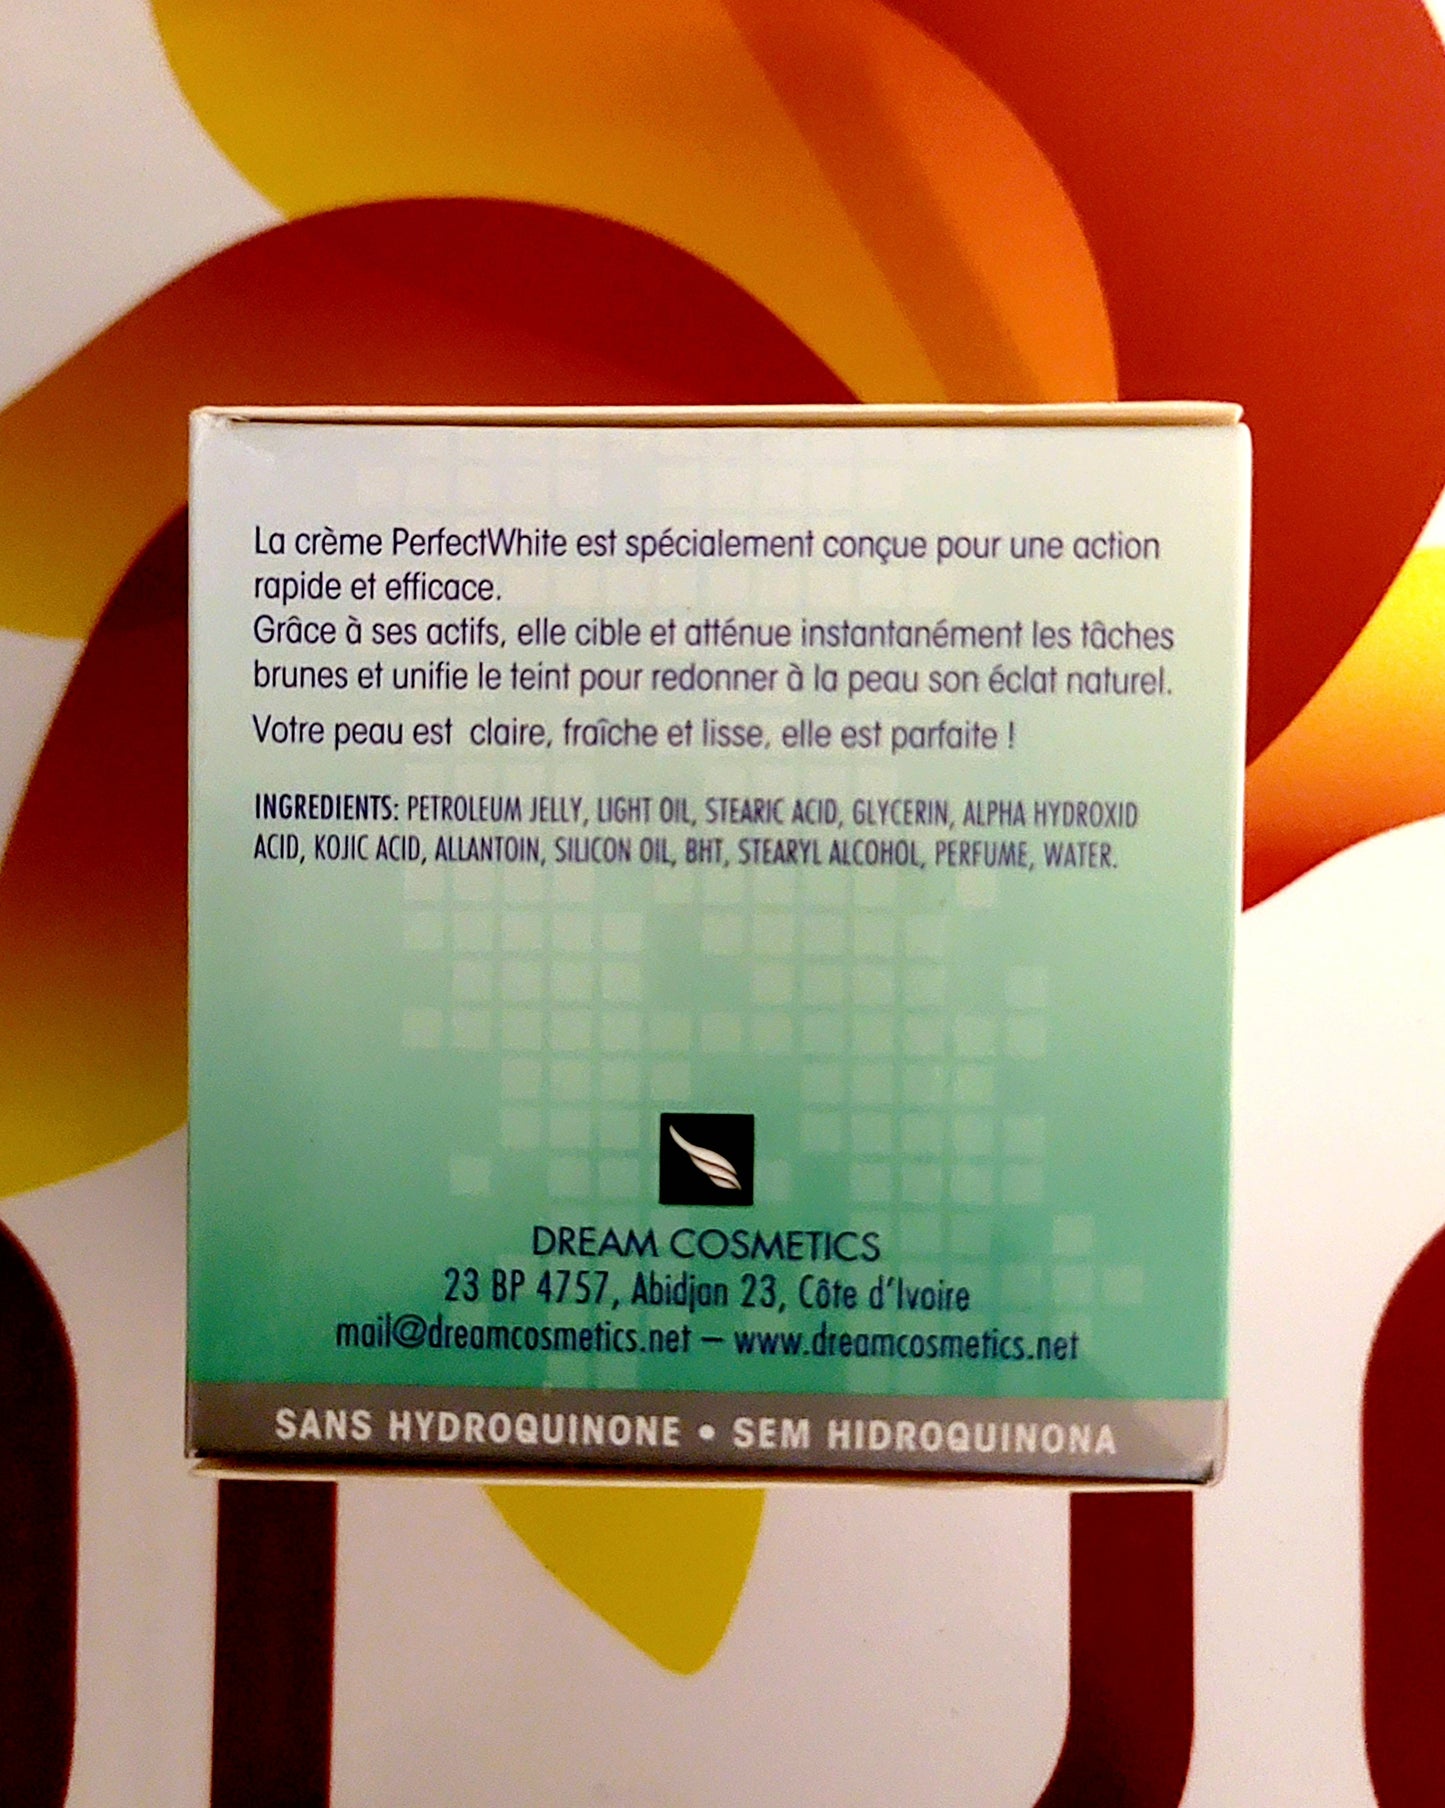 La crème PerfectWhite est spécialement conçue pour une action
rapide et efficace.
Grâce à ses actifs, elle cible et atténue instantanément les tâches
brunes et unifie le teint pour redonner à la peau son éclat naturel.
Votre peau est claire, fraîche et lisse, elle est parfaite !
INGREDIENTS: PETROLEUM JELLY, LIGHT OIL, STEARIC ACID, GLYCERIN, ALPHA HYDROXID
ACID, KOJIC ACID, ALLANTOIN, SILICON OIL, BHT, STEARYL ALCOHOL, PERFUME, WATER.
DREAM COSMETICS
23 BP 4757, Abidjan 23, Côte d'Ivoire
mail@dreamcosmetics.net – www.dreamcosmetics.net
SANS HYDROQUINONE • SEM HIDROQUINONA